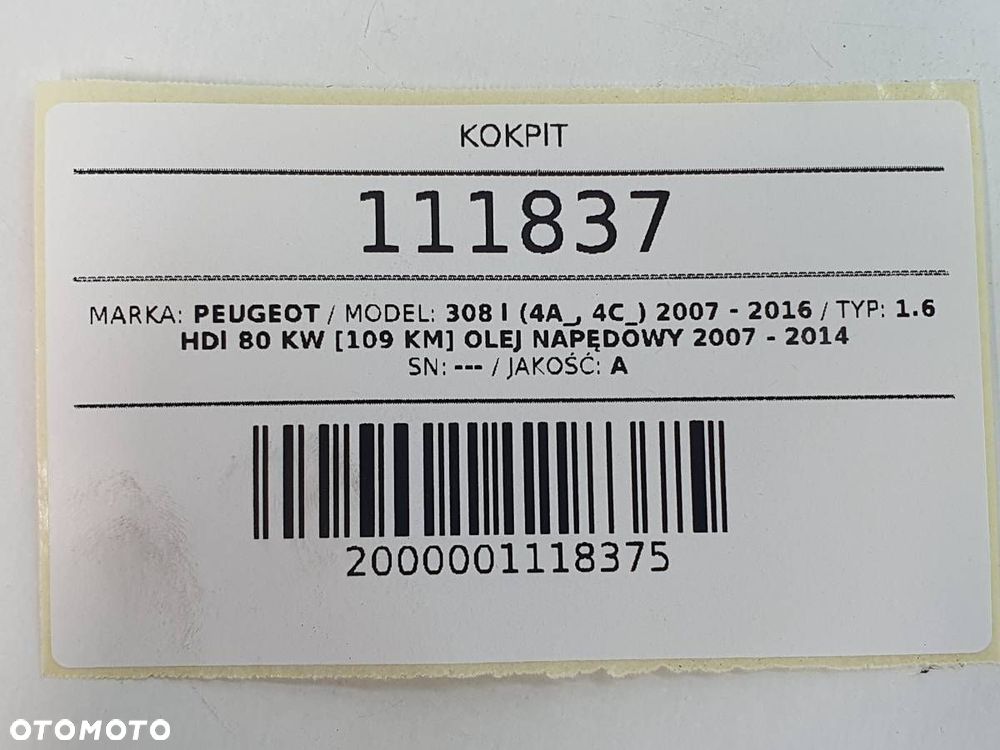 KOKPIT
111837
MARKA: PEUGEOT / MODEL: 308 I (4A_, 4C_) 2007 - 2016 / TYP: 1.6
HDI 80 KW [109 KM] OLEJ NAPĘDOWY 2007 - 2014
SN: --- / JAKOŚĆ: A
2000001118375
OTOMOTO